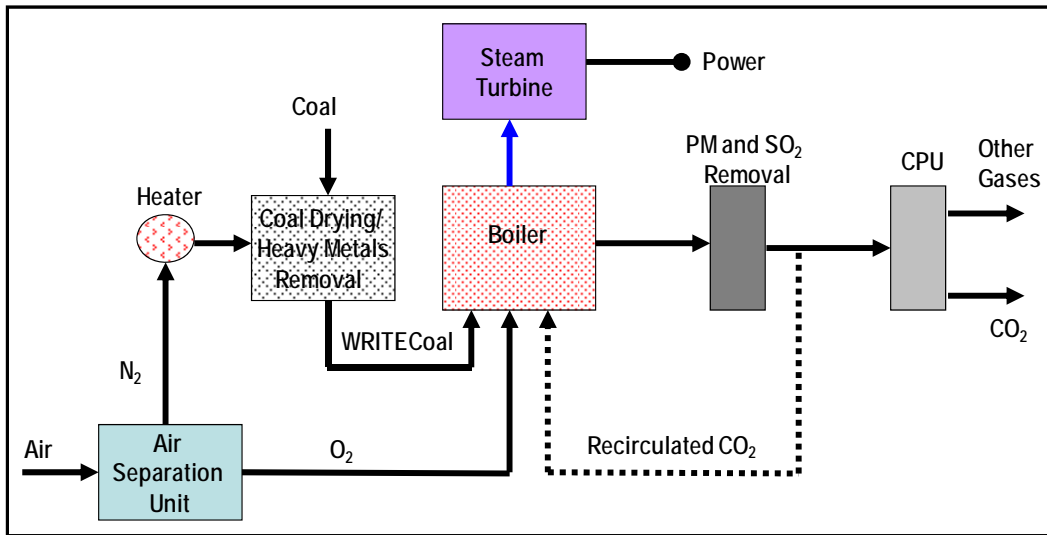 Steam
Turbine
Power
Coal
PM and SO₂
Removal
CPU
Other
Gases
Heater
Coal Drying/
Heavy Metals
Removal
Boiler
WRITECoal
CO₂
N₂
Air
Air
Separation
Unit
O₂
Recirculated CO₂